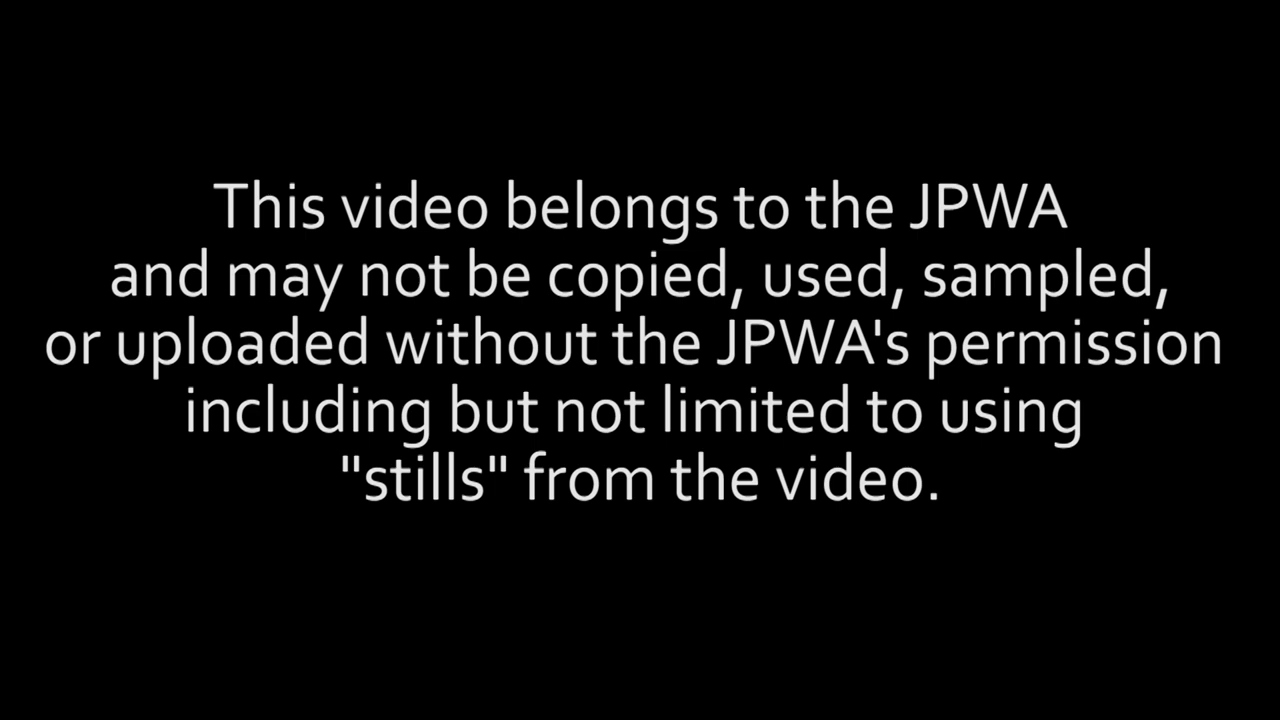 This video belongs to the JPWA
and may not be copied, used, sampled,
or uploaded without the JPWA's permission
including but not limited to using
"stills" from the video.